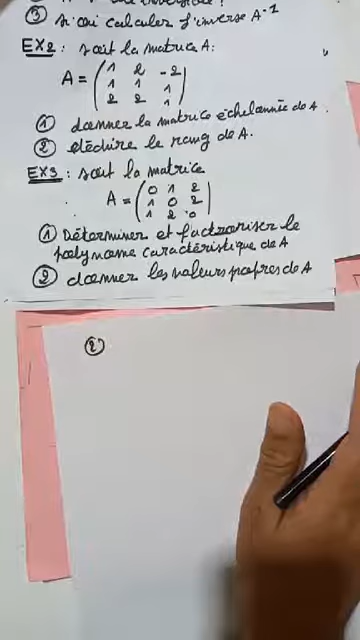 ③ si oui calculer l'inverse A⁻¹
EX2 : soit la matrice A :
A = ( 1 2 -2
1 1 1
2 2 1 )
① donner la matrice échelonnée de A.
② déduire le rang de A.
EX3 : soit la matrice
A = ( 0 1 2
1 0 2
1 2 0 )
① Déterminer et factoriser le
polynome caractéristique de A
② donner les valeurs propres de A
②